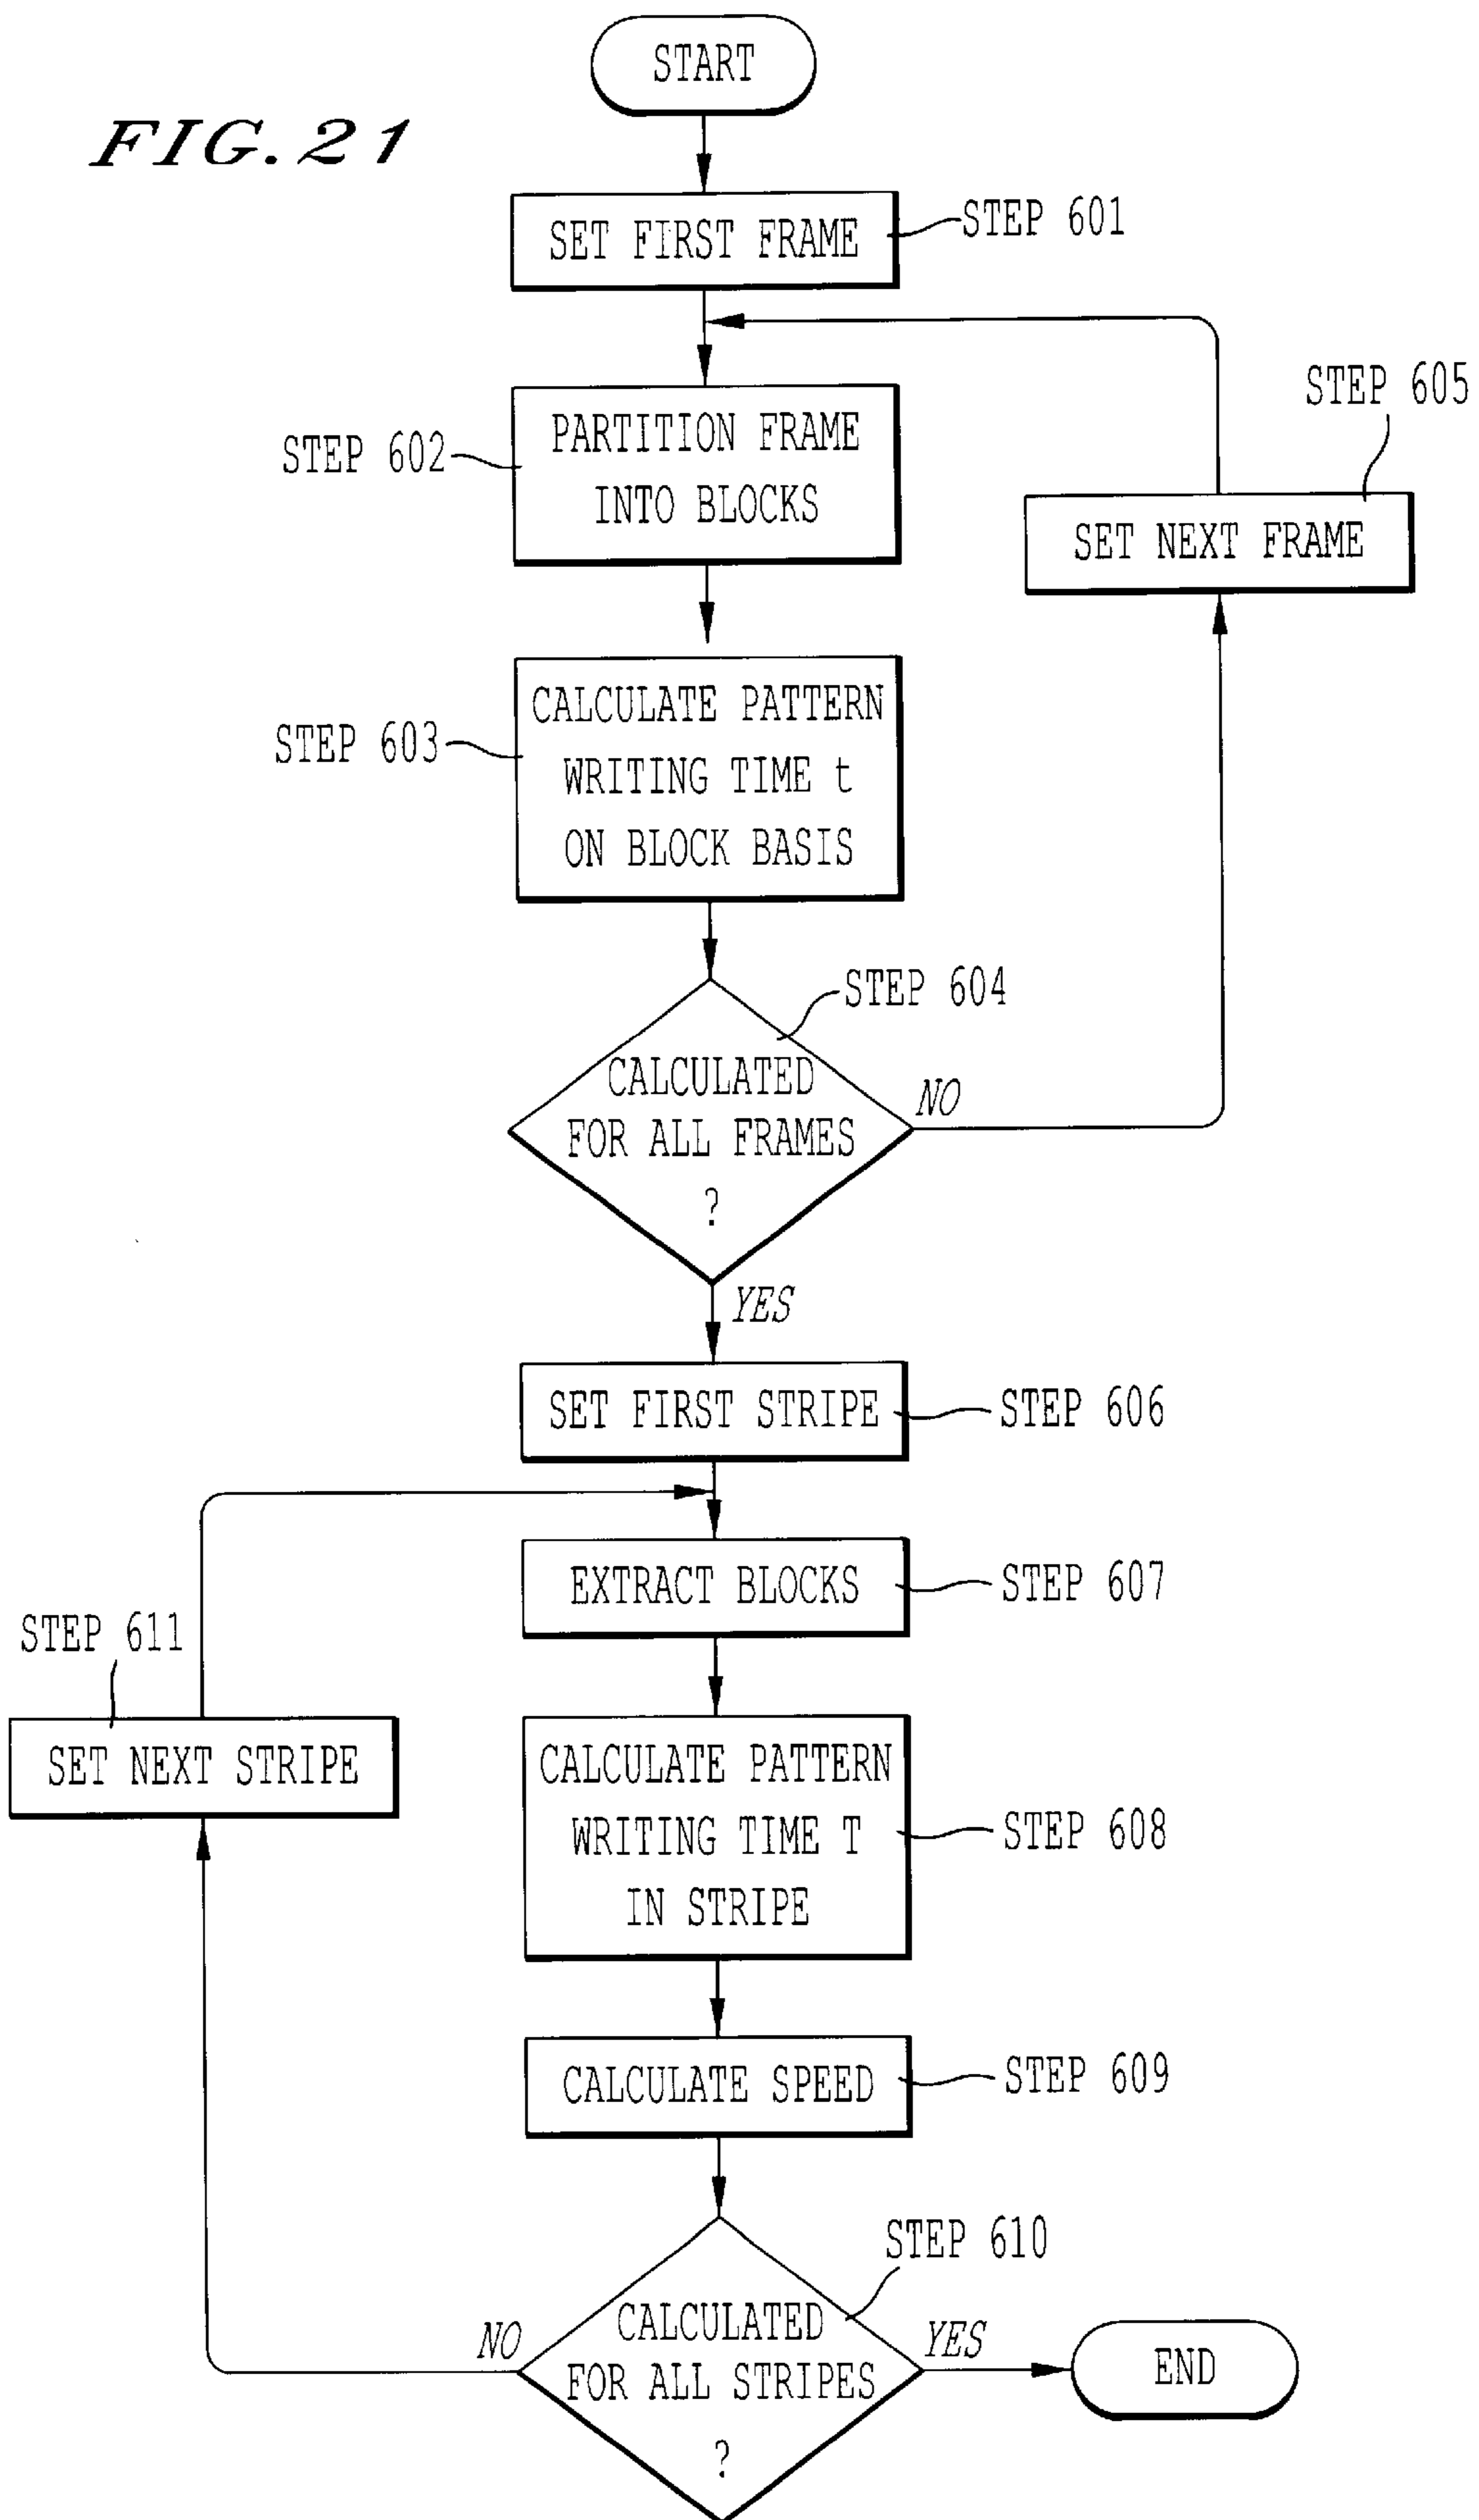 START
FIG.21
SET FIRST FRAME
STEP 601
STEP 605
PARTITION FRAME
INTO BLOCKS
STEP 602
SET NEXT FRAME
CALCULATE PATTERN
WRITING TIME t
ON BLOCK BASIS
STEP 603
STEP 604
CALCULATED
FOR ALL FRAMES
?
NO
YES
SET FIRST STRIPE
STEP 606
EXTRACT BLOCKS
STEP 607
STEP 611
SET NEXT STRIPE
CALCULATE PATTERN
WRITING TIME T
IN STRIPE
STEP 608
CALCULATE SPEED
STEP 609
STEP 610
CALCULATED
FOR ALL STRIPES
?
NO
YES
END